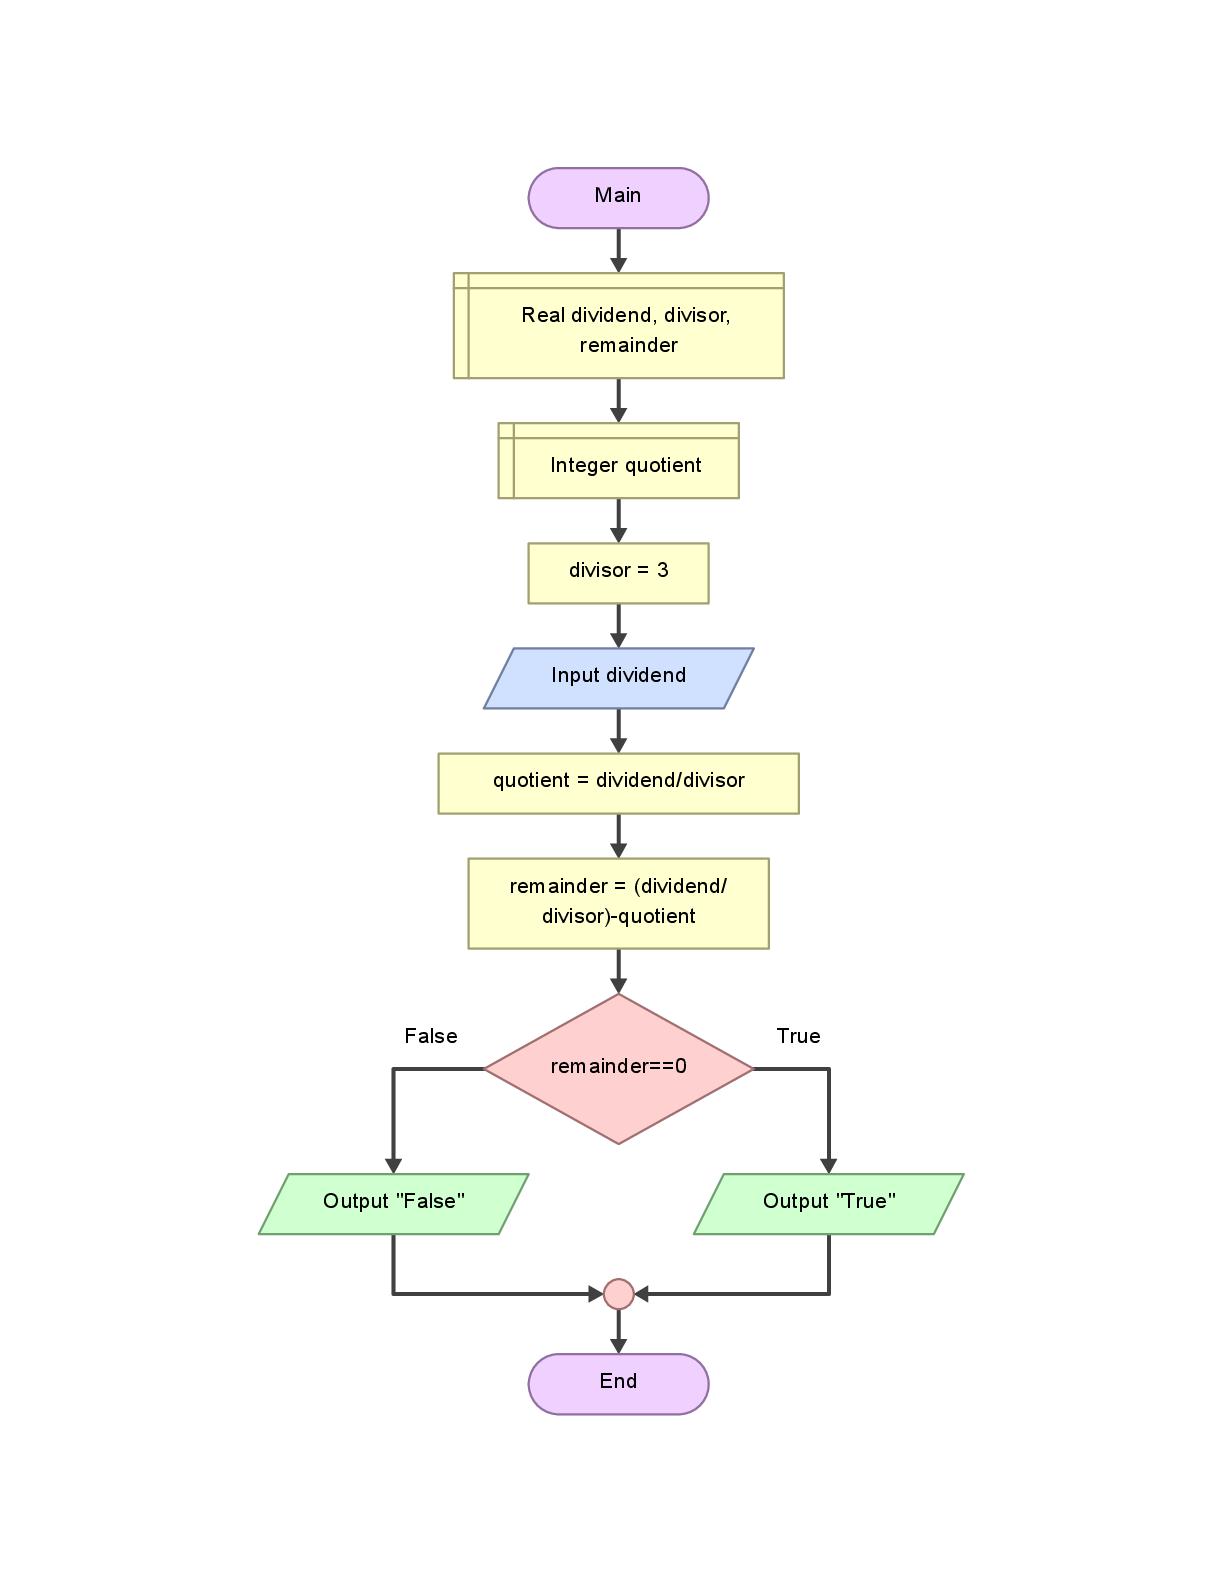 Main
Real dividend, divisor,
remainder
Integer quotient
divisor = 3
Input dividend
quotient = dividend/divisor
remainder = (dividend/
divisor)-quotient
False
True
remainder==0
Output "False"
Output "True"
End